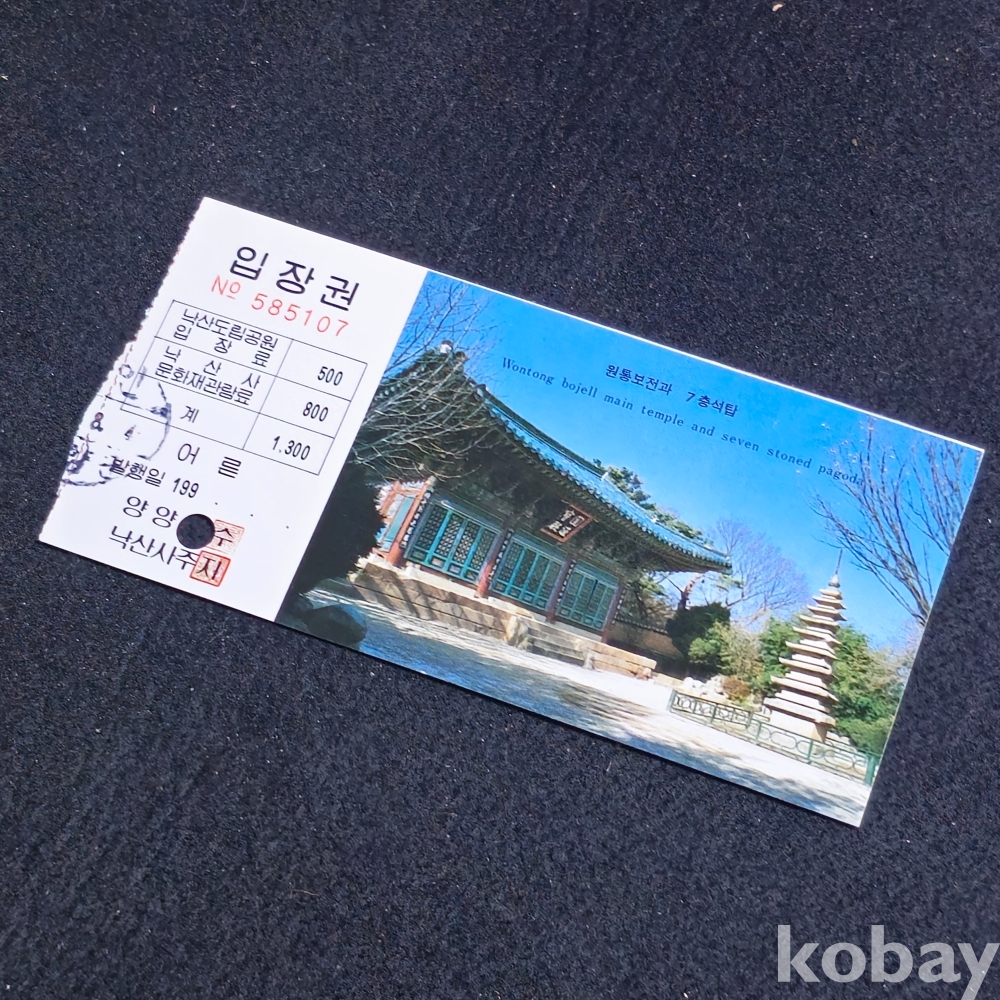 입장권
No 585107
낙산도립공원
입 장 료
500
낙 산 사
문화재관람료
800
계
1,300
어 른
발행일 199
양양 수
낙산사주지
원통보전과 7층석탑
Wontong bojell main temple and seven stoned pagoda
kobay